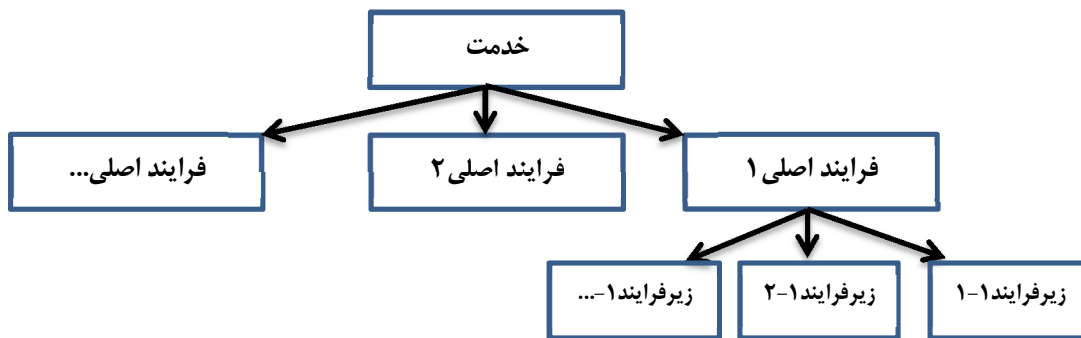 خدمت
فرایند اصلی۱
فرایند اصلی۲
فرایند اصلی...
زیرفرایند۱-۱
زیرفرایند۱-۲
زیرفرایند۱-...